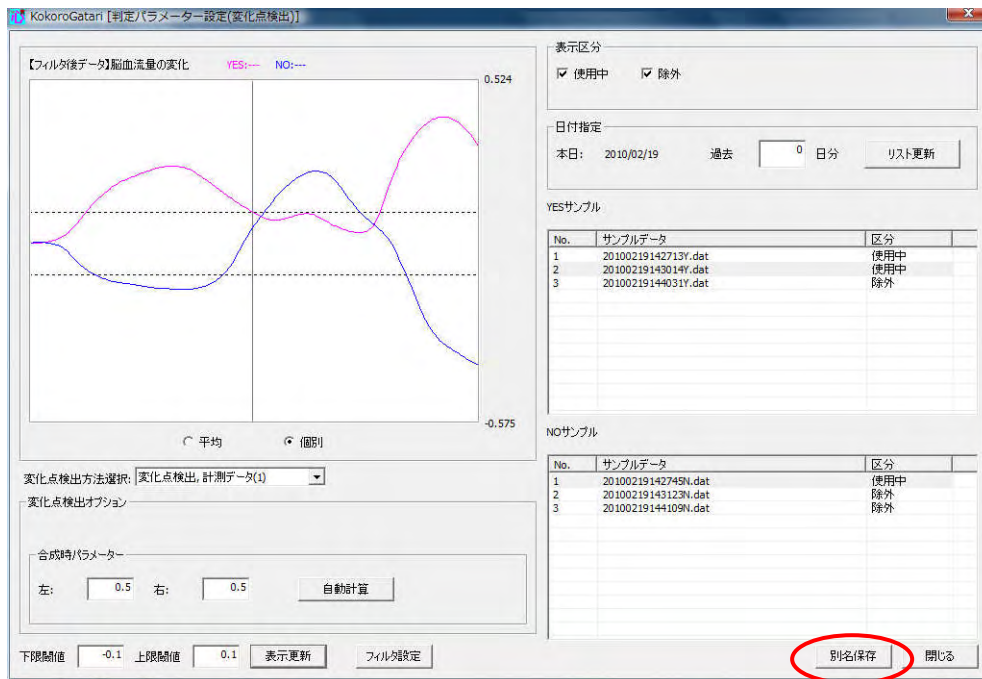 KokoroGatari [判定パラメーター設定(変化点検出)]
【フィルタ後データ】脳血流量の変化 YES:--- NO:---
0.524
-0.575
平均 個別
変化点検出方法選択: 変化点検出, 計測データ(1)
変化点検出オプション
合成時パラメーター
左: 0.5 右: 0.5 自動計算
下限閾値 -0.1 上限閾値 0.1 表示更新 フィルタ設定
表示区分
使用中 除外
日付指定
本日: 2010/02/19 過去 0 日分 リスト更新
YESサンプル
No. サンプルデータ 区分
1 20100219142713Y.dat 使用中
2 20100219143014Y.dat 使用中
3 20100219144031Y.dat 除外
NOサンプル
No. サンプルデータ 区分
1 20100219142745N.dat 使用中
2 20100219143123N.dat 除外
3 20100219144109N.dat 除外
別名保存 閉じる